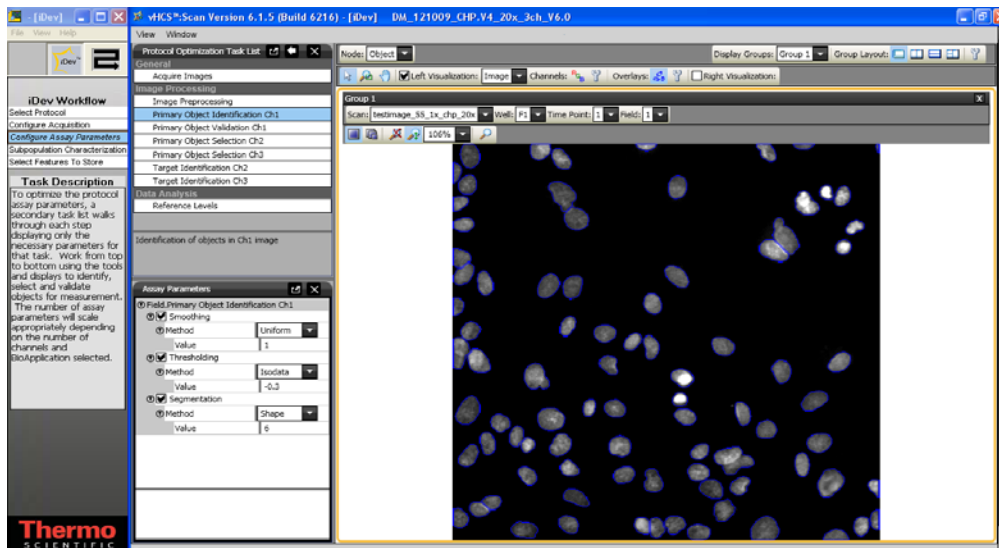 - [iDev]
vHCS™:Scan Version 6.1.5 (Build 6216) - [iDev] DM_121009_CHP.V4_20x_3ch_V6.0
File View Help
View Window
iDev™
Protocol Optimization Task List
Node: Object
Display Groups: Group 1 Group Layout:
General
Acquire Images
Left Visualization: Image Channels: Overlays: Right Visualization:
Image Processing
iDev Workflow
Select Protocol
Configure Acquisition
Configure Assay Parameters
Subpopulation Characterization
Select Features To Store
Image Preprocessing
Primary Object Identification Ch1
Primary Object Validation Ch1
Primary Object Selection Ch2
Primary Object Selection Ch3
Target Identification Ch2
Target Identification Ch3
Data Analysis
Reference Levels
Group 1
X
Scan: testimage_S5_1x_chp_20x Well: F1 Time Point: 1 Field: 1
106%
Task Description
To optimize the protocol
assay parameters, a
secondary task list walks
through each step
displaying only the
necessary parameters for
that task. Work from top
to bottom using the tools
and displays to identify,
select and validate
objects for measurement.
The number of assay
parameters will scale
appropriately depending
on the number of
channels and
BioApplication selected.
Identification of objects in Ch1 image
Assay Parameters
Field.Primary Object Identification Ch1
Smoothing
Method Uniform
Value 1
Thresholding
Method Isodata
Value -0.3
Segmentation
Method Shape
Value 6
Thermo
SCIENTIFIC